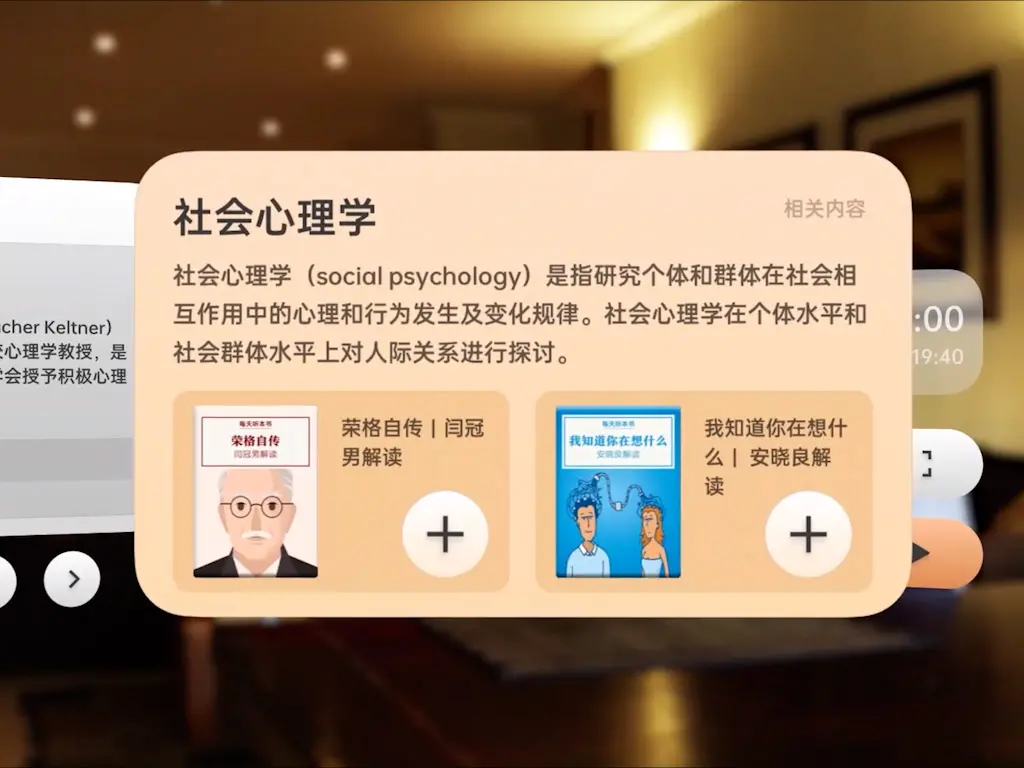 社会心理学
相关内容
社会心理学（social psychology）是指研究个体和群体在社会相
互作用中的心理和行为发生及变化规律。社会心理学在个体水平和
社会群体水平上对人际关系进行探讨。
acher Keltner)
心理学教授，是
学会授予积极心理
:00
19:40
每天听本书
荣格自传
闫冠男解读
荣格自传 | 闫冠
男解读
每天听本书
我知道你在想什么
安晓良解读
我知道你在想什
么 | 安晓良解
读